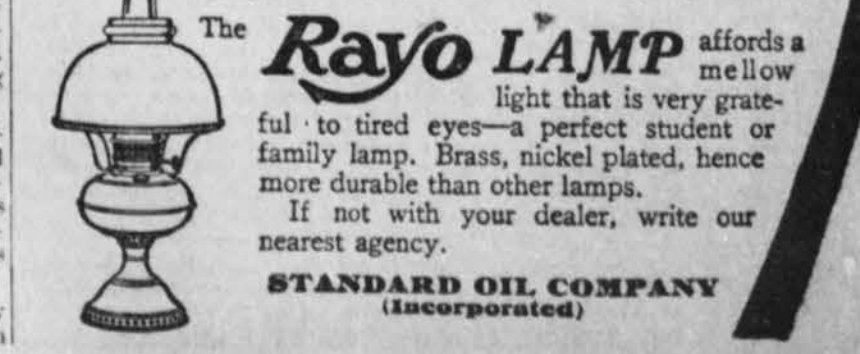 The Rayo LAMP affords a
mellow
light that is very grate-
ful to tired eyes—a perfect student or
family lamp. Brass, nickel plated, hence
more durable than other lamps.
If not with your dealer, write our
nearest agency.
STANDARD OIL COMPANY
(Incorporated)